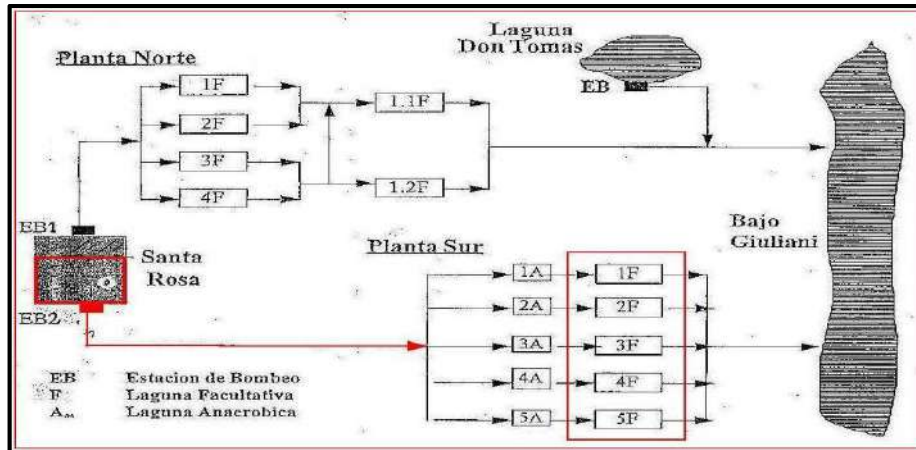 Laguna
Don Tomas
Planta Norte
EB
1F
2F
3F
4F
1.1F
1.2F
EB1
Santa
Rosa
EB2
Planta Sur
Bajo
Giuliani
1A
1F
2A
2F
3A
3F
4A
4F
5A
5F
EB Estacion de Bombeo
F Laguna Facultativa
A Laguna Anacrobica